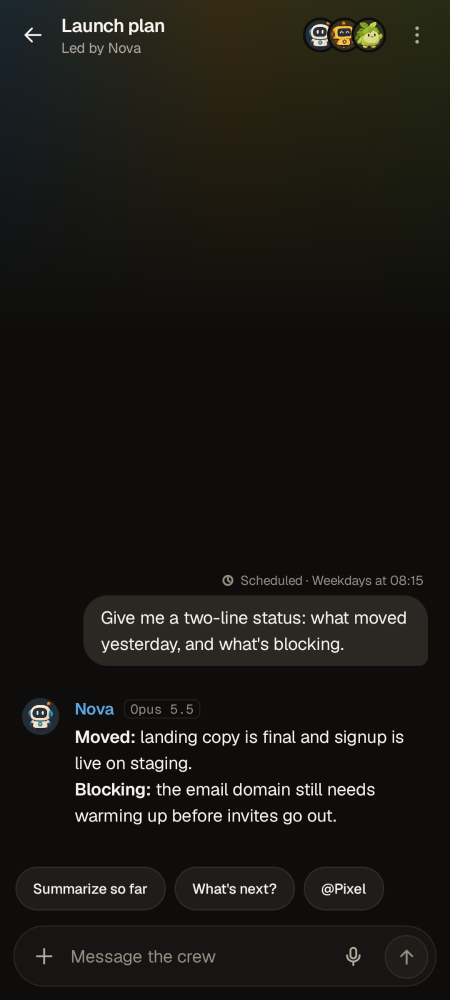 Launch plan
Led by Nova
Scheduled · Weekdays at 08:15
Give me a two-line status: what moved
yesterday, and what's blocking.
Nova Opus 5.5
Moved: landing copy is final and signup is
live on staging.
Blocking: the email domain still needs
warming up before invites go out.
Summarize so far What's next? @Pixel
Message the crew